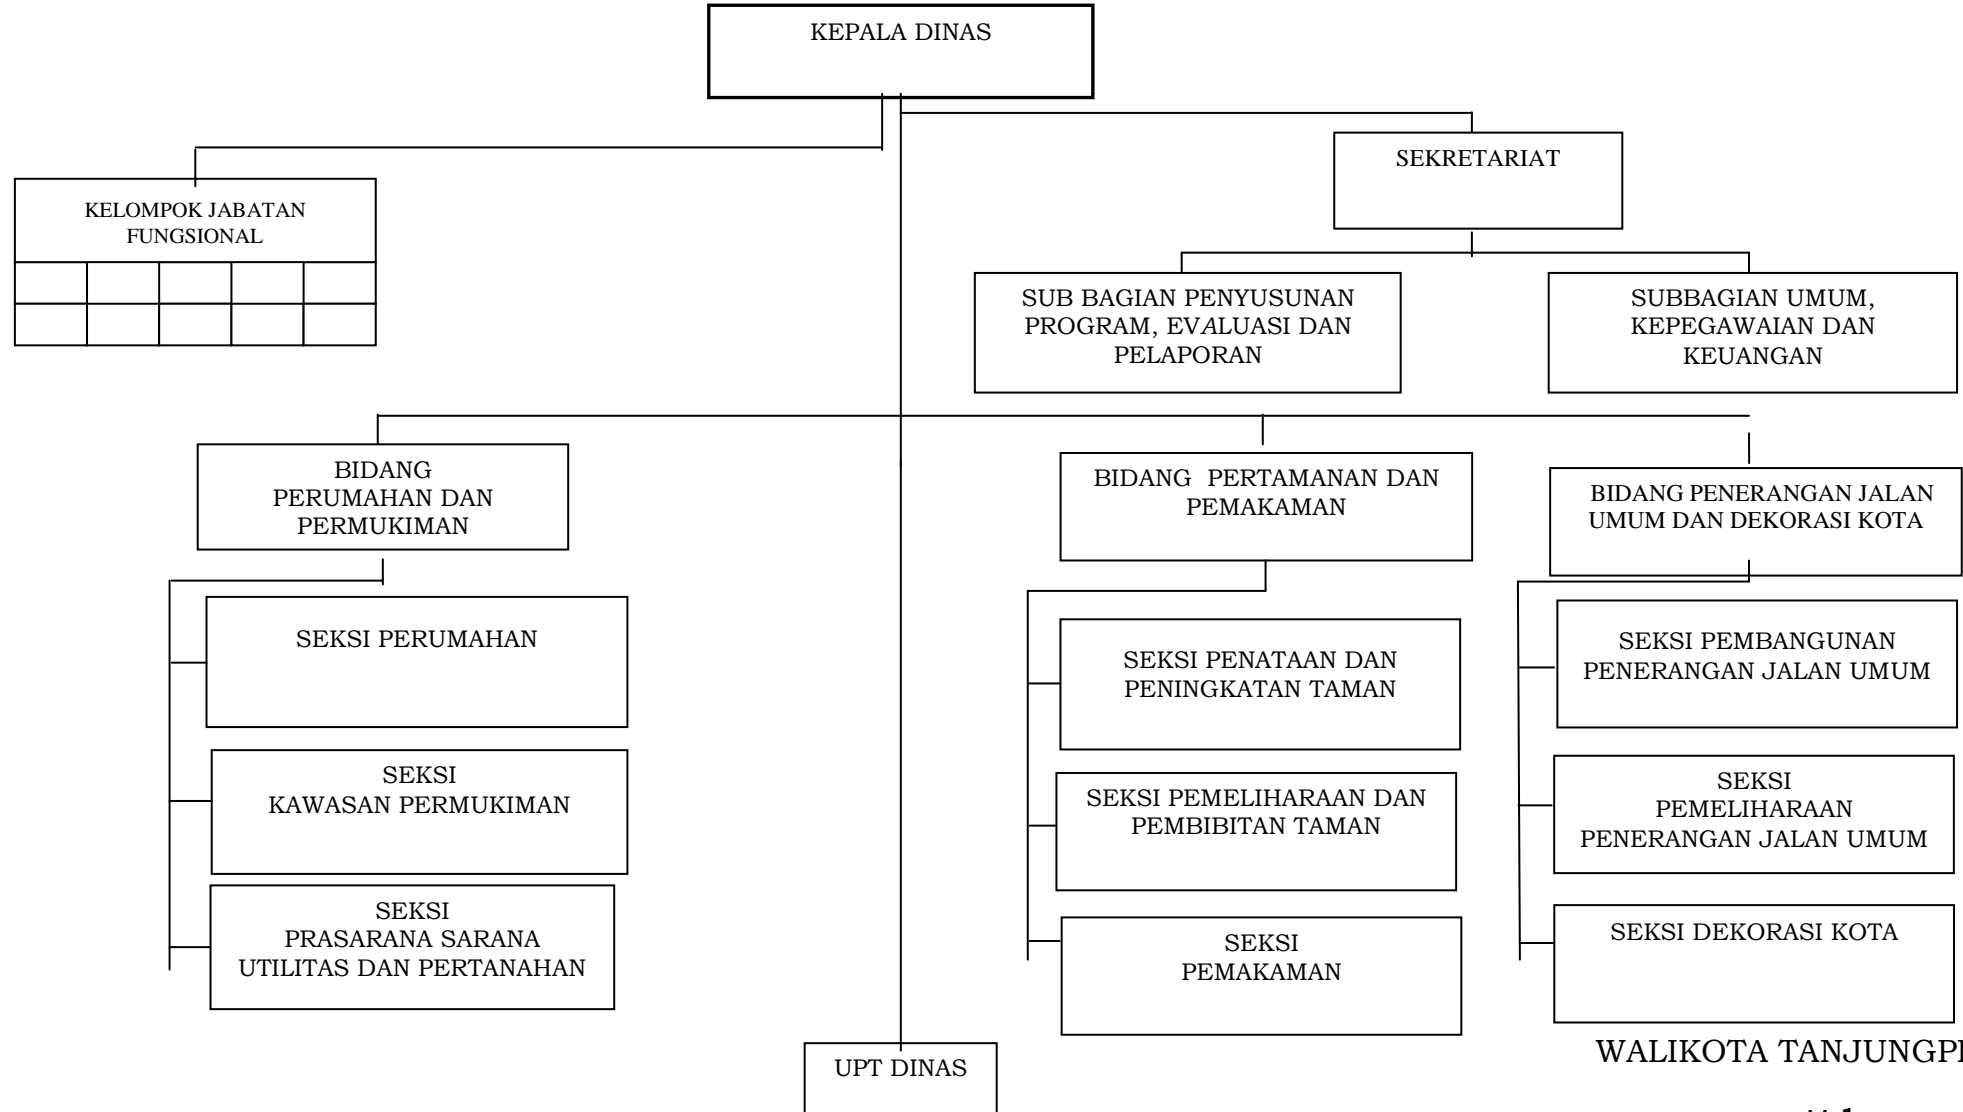 KEPALA DINAS
SEKRETARIAT
KELOMPOK JABATAN
FUNGSIONAL
SUB BAGIAN PENYUSUNAN
PROGRAM, EVALUASI DAN
PELAPORAN
SUBBAGIAN UMUM,
KEPEGAWAIAN DAN
KEUANGAN
BIDANG
PERUMAHAN DAN
PERMUKIMAN
BIDANG PERTAMANAN DAN
PEMAKAMAN
BIDANG PENERANGAN JALAN
UMUM DAN DEKORASI KOTA
SEKSI PERUMAHAN
SEKSI
KAWASAN PERMUKIMAN
SEKSI
PRASARANA SARANA
UTILITAS DAN PERTANAHAN
SEKSI PENATAAN DAN
PENINGKATAN TAMAN
SEKSI PEMELIHARAAN DAN
PEMBIBITAN TAMAN
SEKSI
PEMAKAMAN
SEKSI PEMBANGUNAN
PENERANGAN JALAN UMUM
SEKSI
PEMELIHARAAN
PENERANGAN JALAN UMUM
SEKSI DEKORASI KOTA
UPT DINAS
WALIKOTA